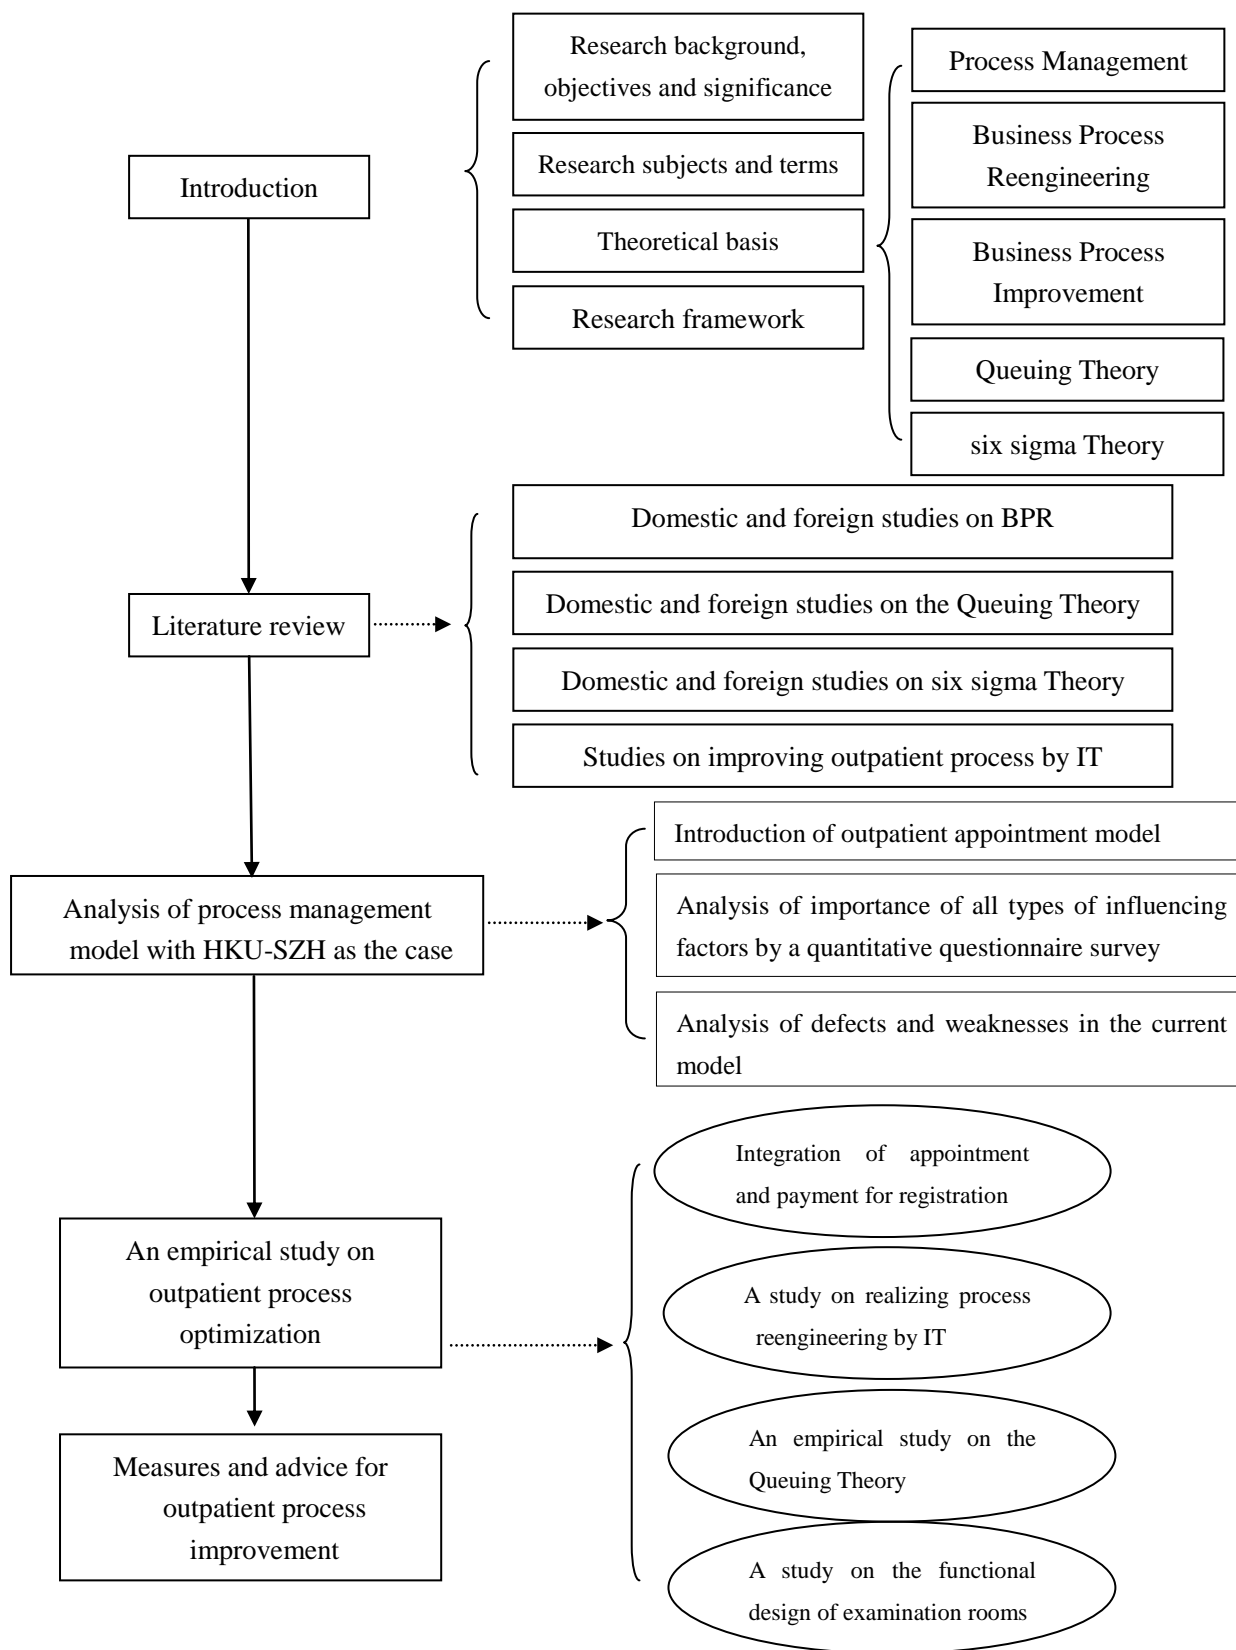 Introduction
Research background,
objectives and significance
Research subjects and terms
Theoretical basis
Research framework
Process Management
Business Process
Reengineering
Business Process
Improvement
Queuing Theory
six sigma Theory
Literature review
Domestic and foreign studies on BPR
Domestic and foreign studies on the Queuing Theory
Domestic and foreign studies on six sigma Theory
Studies on improving outpatient process by IT
Analysis of process management
model with HKU-SZH as the case
Introduction of outpatient appointment model
Analysis of importance of all types of influencing
factors by a quantitative questionnaire survey
Analysis of defects and weaknesses in the current
model
An empirical study on
outpatient process
optimization
Integration of appointment
and payment for registration
A study on realizing process
reengineering by IT
An empirical study on the
Queuing Theory
A study on the functional
design of examination rooms
Measures and advice for
outpatient process
improvement